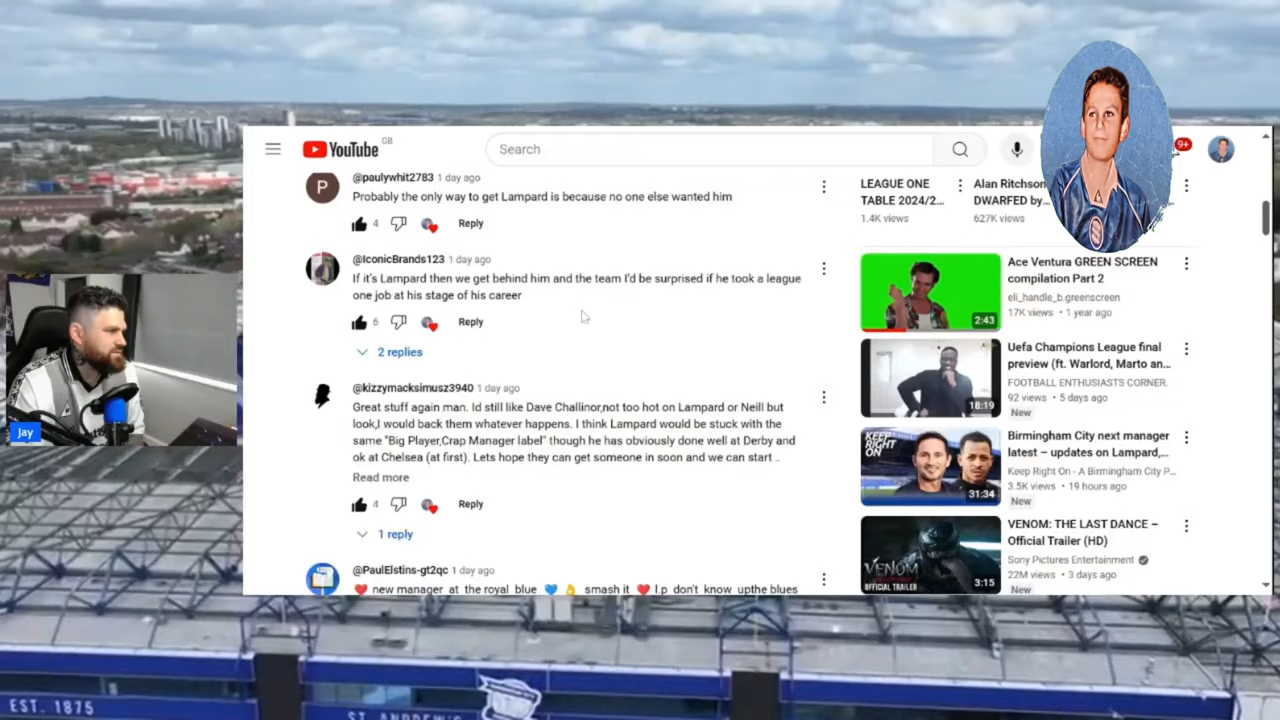 YouTube
GB
Search
9+
@paulywhit2783 1 day ago
Probably the only way to get Lampard is because no one else wanted him
4
Reply
@IconicBrands123 1 day ago
If it's Lampard then we get behind him and the team I'd be surprised if he took a league
one job at his stage of his career
6
Reply
2 replies
@kizzymacksimusz3940 1 day ago
Great stuff again man. Id still like Dave Challinor,not too hot on Lampard or Neill but
look,I would back them whatever happens. I think Lampard would be stuck with the
same "Big Player,Crap Manager label" though he has obviously done well at Derby and
ok at Chelsea (at first). Lets hope they can get someone in soon and we can start ..
Read more
4
Reply
1 reply
@PaulElstins-gt2qc 1 day ago
❤️ new manager at the royal blue 💙 👌 smash it ❤️ l.p don't know upthe blues
P
LEAGUE ONE
TABLE 2024/2...
1.4K views
Alan Ritchson
DWARFED by...
627K views
Ace Ventura GREEN SCREEN
compilation Part 2
eli_handle_b.greenscreen
17K views • 1 year ago
2:43
Uefa Champions League final
preview (ft. Warlord, Marto an...
FOOTBALL ENTHUSIASTS CORNER.
92 views • 5 days ago
New
18:19
Birmingham City next manager
latest – updates on Lampard,...
Keep Right On - A Birmingham City P...
3.5K views • 19 hours ago
New
KEEP
RIGHT
ON
31:34
VENOM: THE LAST DANCE –
Official Trailer (HD)
Sony Pictures Entertainment
22M views • 3 days ago
New
VENOM
OFFICIAL TRAILER
3:15
Jay
EST. 1875
ST. ANDREW'S